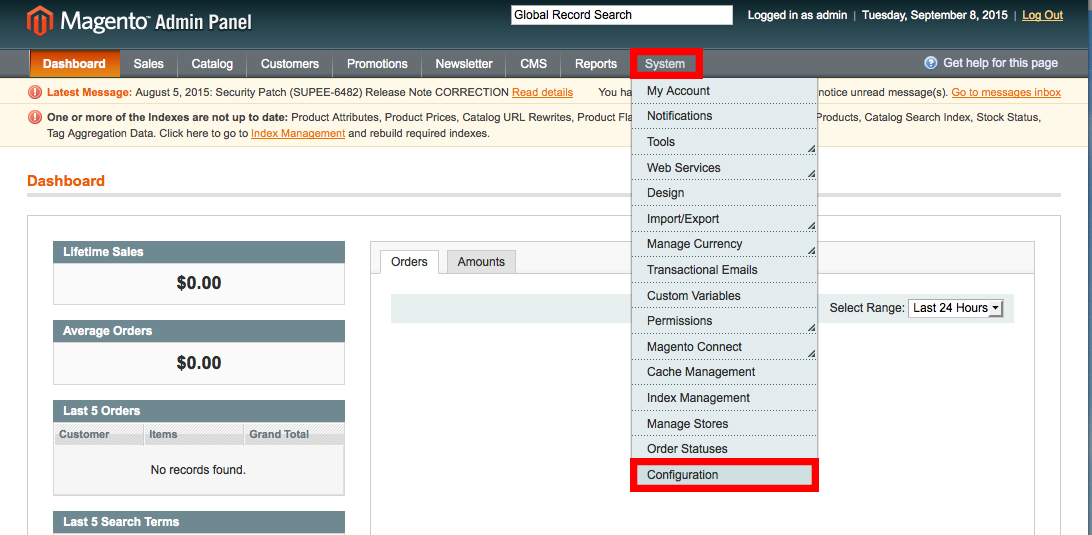 Magento™ Admin Panel
Global Record Search
Logged in as admin | Tuesday, September 8, 2015 | Log Out
Dashboard Sales Catalog Customers Promotions Newsletter CMS Reports System
Get help for this page
Latest Message: August 5, 2015: Security Patch (SUPEE-6482) Release Note CORRECTION Read details You ha notice unread message(s). Go to messages inbox
One or more of the Indexes are not up to date: Product Attributes, Product Prices, Catalog URL Rewrites, Product Fla Products, Catalog Search Index, Stock Status,
Tag Aggregation Data. Click here to go to Index Management and rebuild required indexes.
My Account
Notifications
Tools
Web Services
Design
Import/Export
Manage Currency
Transactional Emails
Custom Variables
Permissions
Magento Connect
Cache Management
Index Management
Manage Stores
Order Statuses
Configuration
Dashboard
Lifetime Sales
$0.00
Average Orders
$0.00
Last 5 Orders
Customer Items Grand Total
No records found.
Last 5 Search Terms
Orders Amounts
Select Range: Last 24 Hours